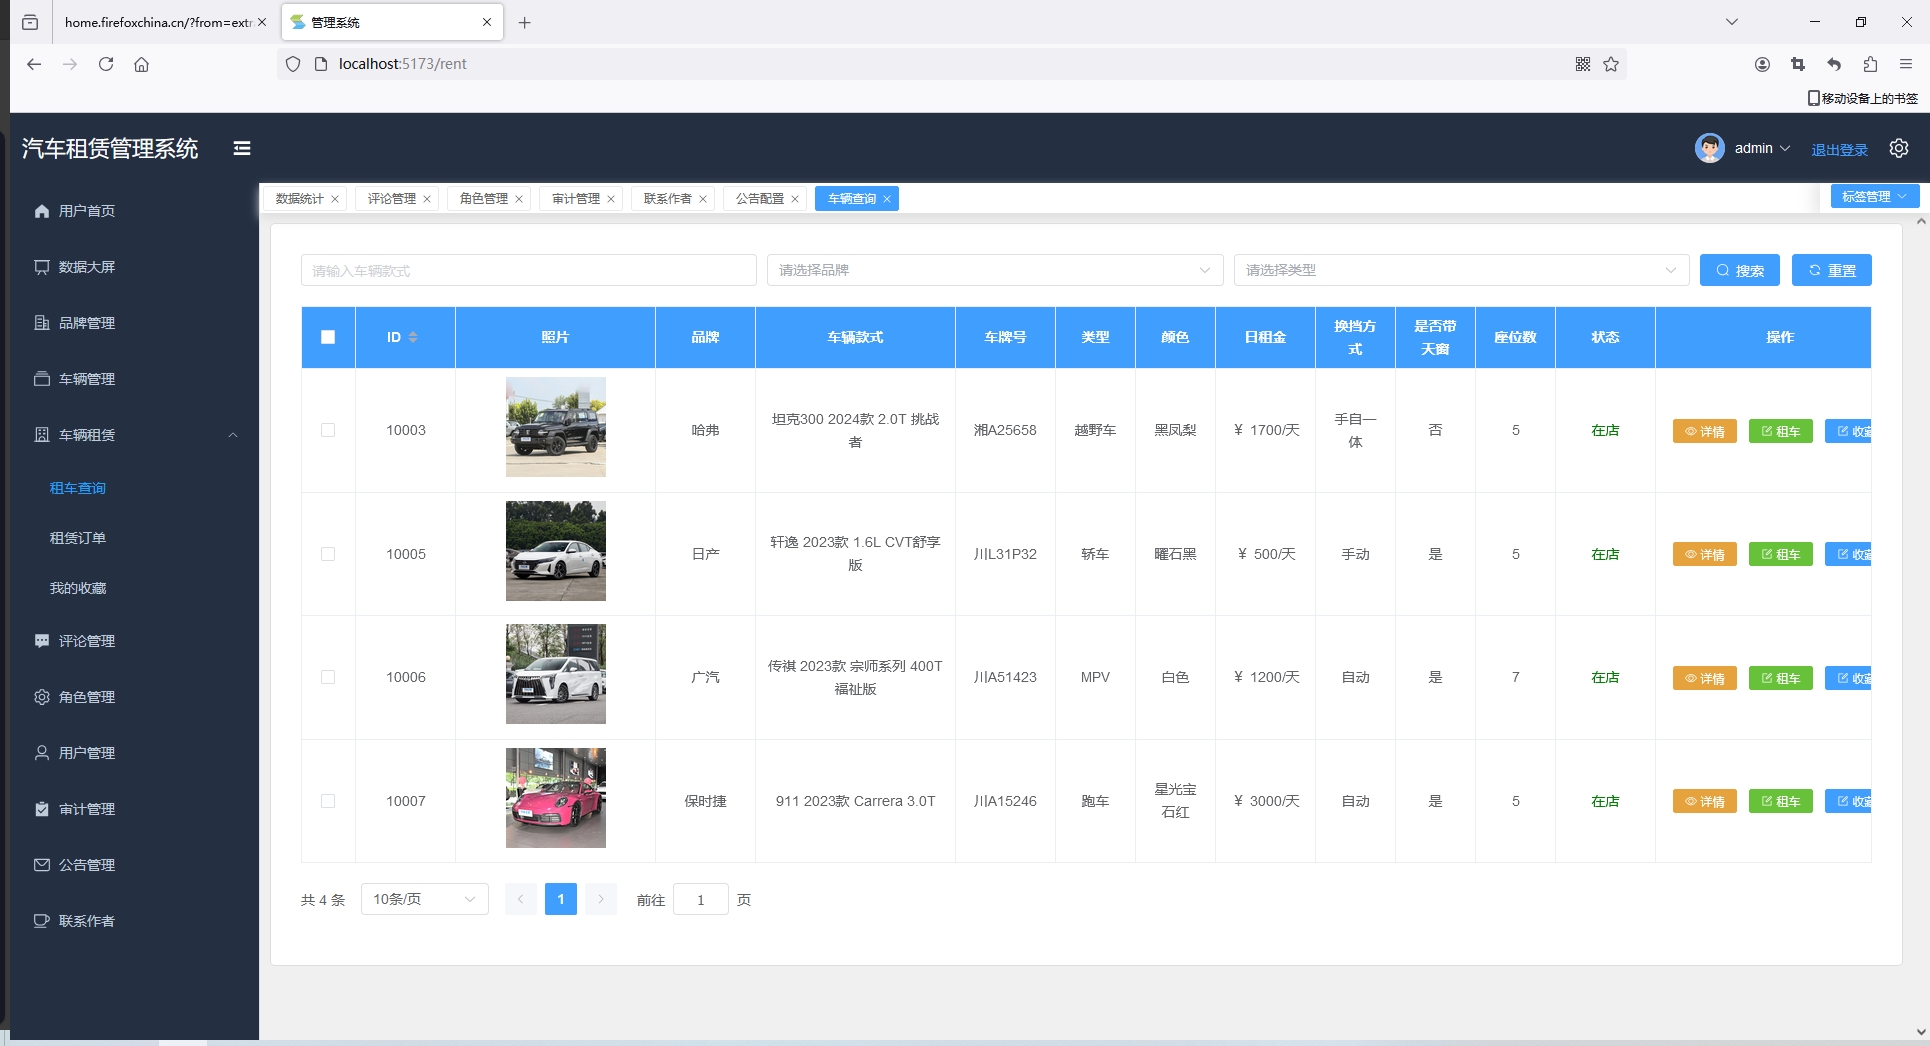 home.firefoxchina.cn/?from=extr
管理系统
localhost:5173/rent
移动设备上的书签
汽车租赁管理系统
admin
退出登录
用户首页
数据大屏
品牌管理
车辆管理
车辆租赁
租车查询
租赁订单
我的收藏
评论管理
角色管理
用户管理
审计管理
公告管理
联系作者
数据统计
评论管理
角色管理
审计管理
联系作者
公告配置
车辆查询
标签管理
请输入车辆款式
请选择品牌
请选择类型
搜索
重置
ID 照片 品牌 车辆款式 车牌号 类型 颜色 日租金 换挡方式 是否带天窗 座位数 状态 操作
10003 哈弗 坦克300 2024款 2.0T 挑战者 湘A25658 越野车 黑凤梨 ¥ 1700/天 手自一体 否 5 在店 详情 租车 收藏
10005 日产 轩逸 2023款 1.6L CVT舒享版 川L31P32 轿车 曜石黑 ¥ 500/天 手动 是 5 在店 详情 租车 收藏
10006 广汽 传祺 2023款 宗师系列 400T 福祉版 川A51423 MPV 白色 ¥ 1200/天 自动 是 7 在店 详情 租车 收藏
10007 保时捷 911 2023款 Carrera 3.0T 川A15246 跑车 星光宝石红 ¥ 3000/天 自动 是 5 在店 详情 租车 收藏
共 4 条
10条/页
1
前往 1 页